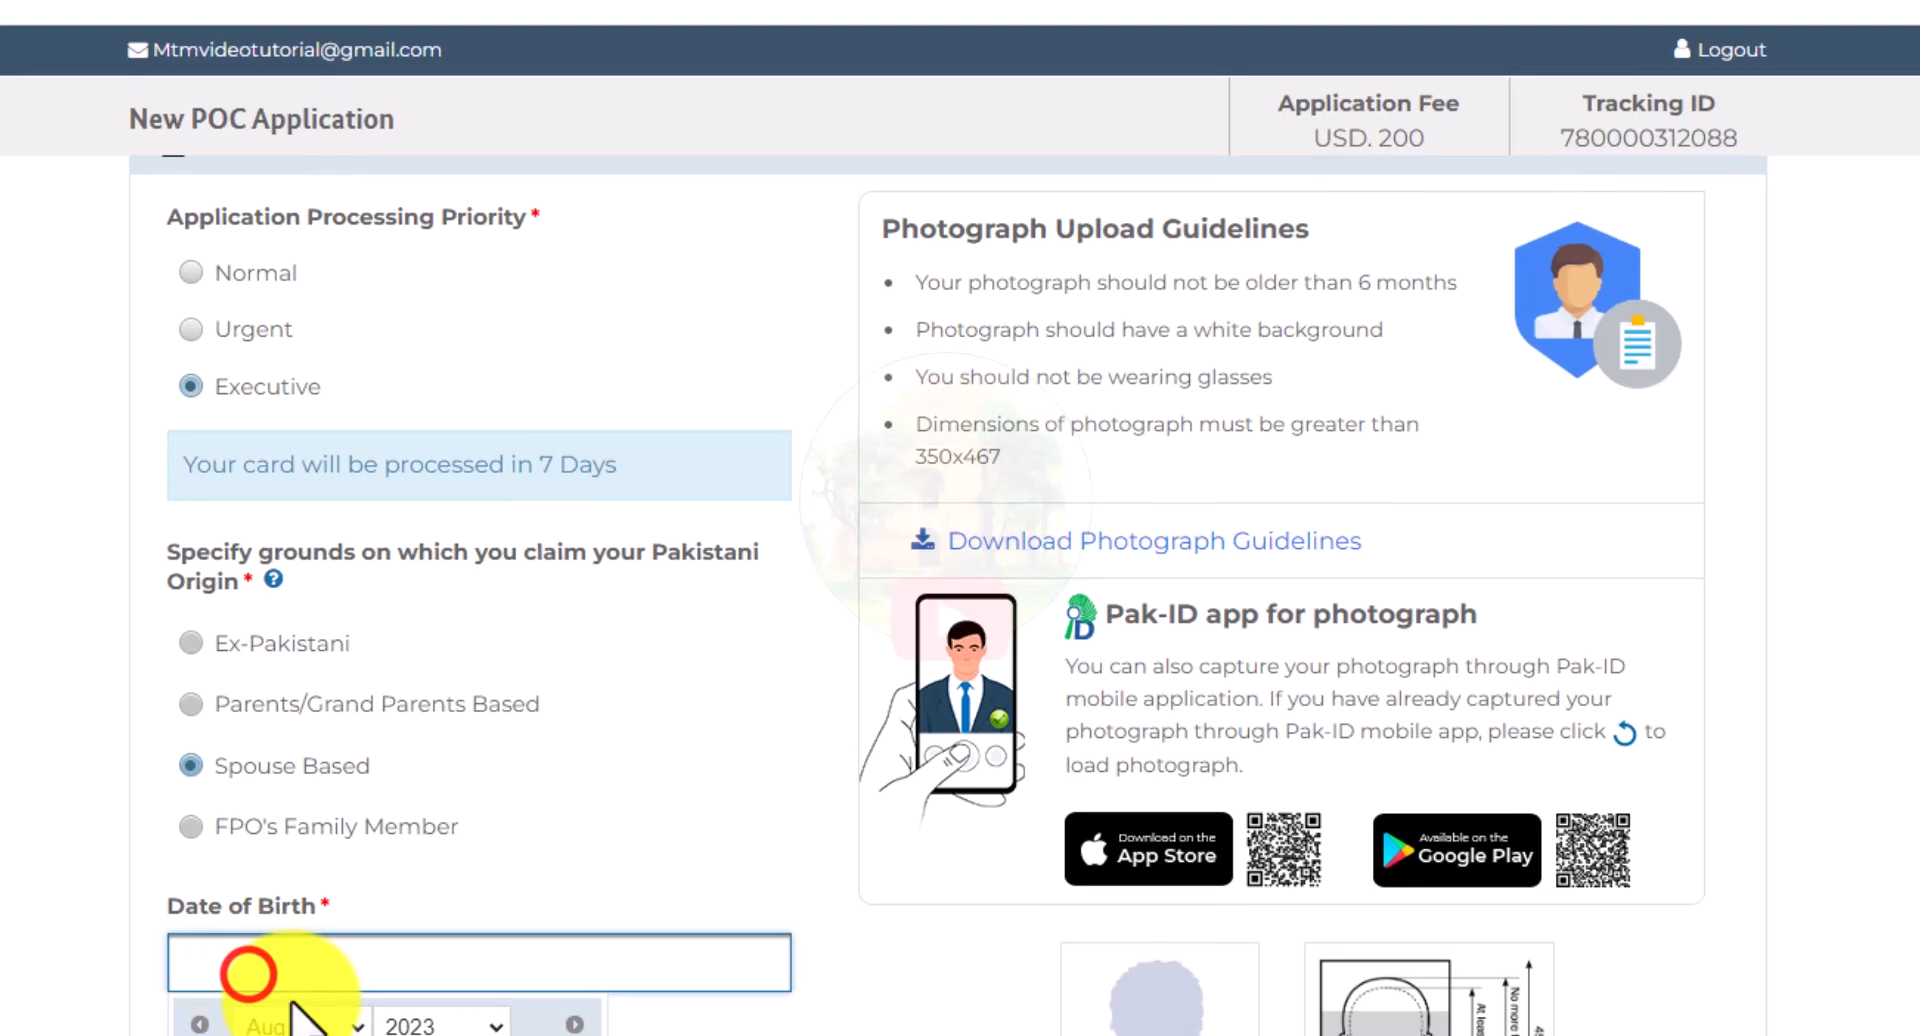 Mtmvideotutorial@gmail.com
Logout
New POC Application
Application Fee
USD. 200
Tracking ID
780000312088
Application Processing Priority *
Normal
Urgent
Executive
Your card will be processed in 7 Days
Specify grounds on which you claim your Pakistani
Origin * ?
Ex-Pakistani
Parents/Grand Parents Based
Spouse Based
FPO's Family Member
Date of Birth *
Aug
2023
Photograph Upload Guidelines
• Your photograph should not be older than 6 months
• Photograph should have a white background
• You should not be wearing glasses
• Dimensions of photograph must be greater than
350x467
Download Photograph Guidelines
iD
Pak-ID app for photograph
You can also capture your photograph through Pak-ID
mobile application. If you have already captured your
photograph through Pak-ID mobile app, please click to
load photograph.
Download on the
App Store
Available on the
Google Play